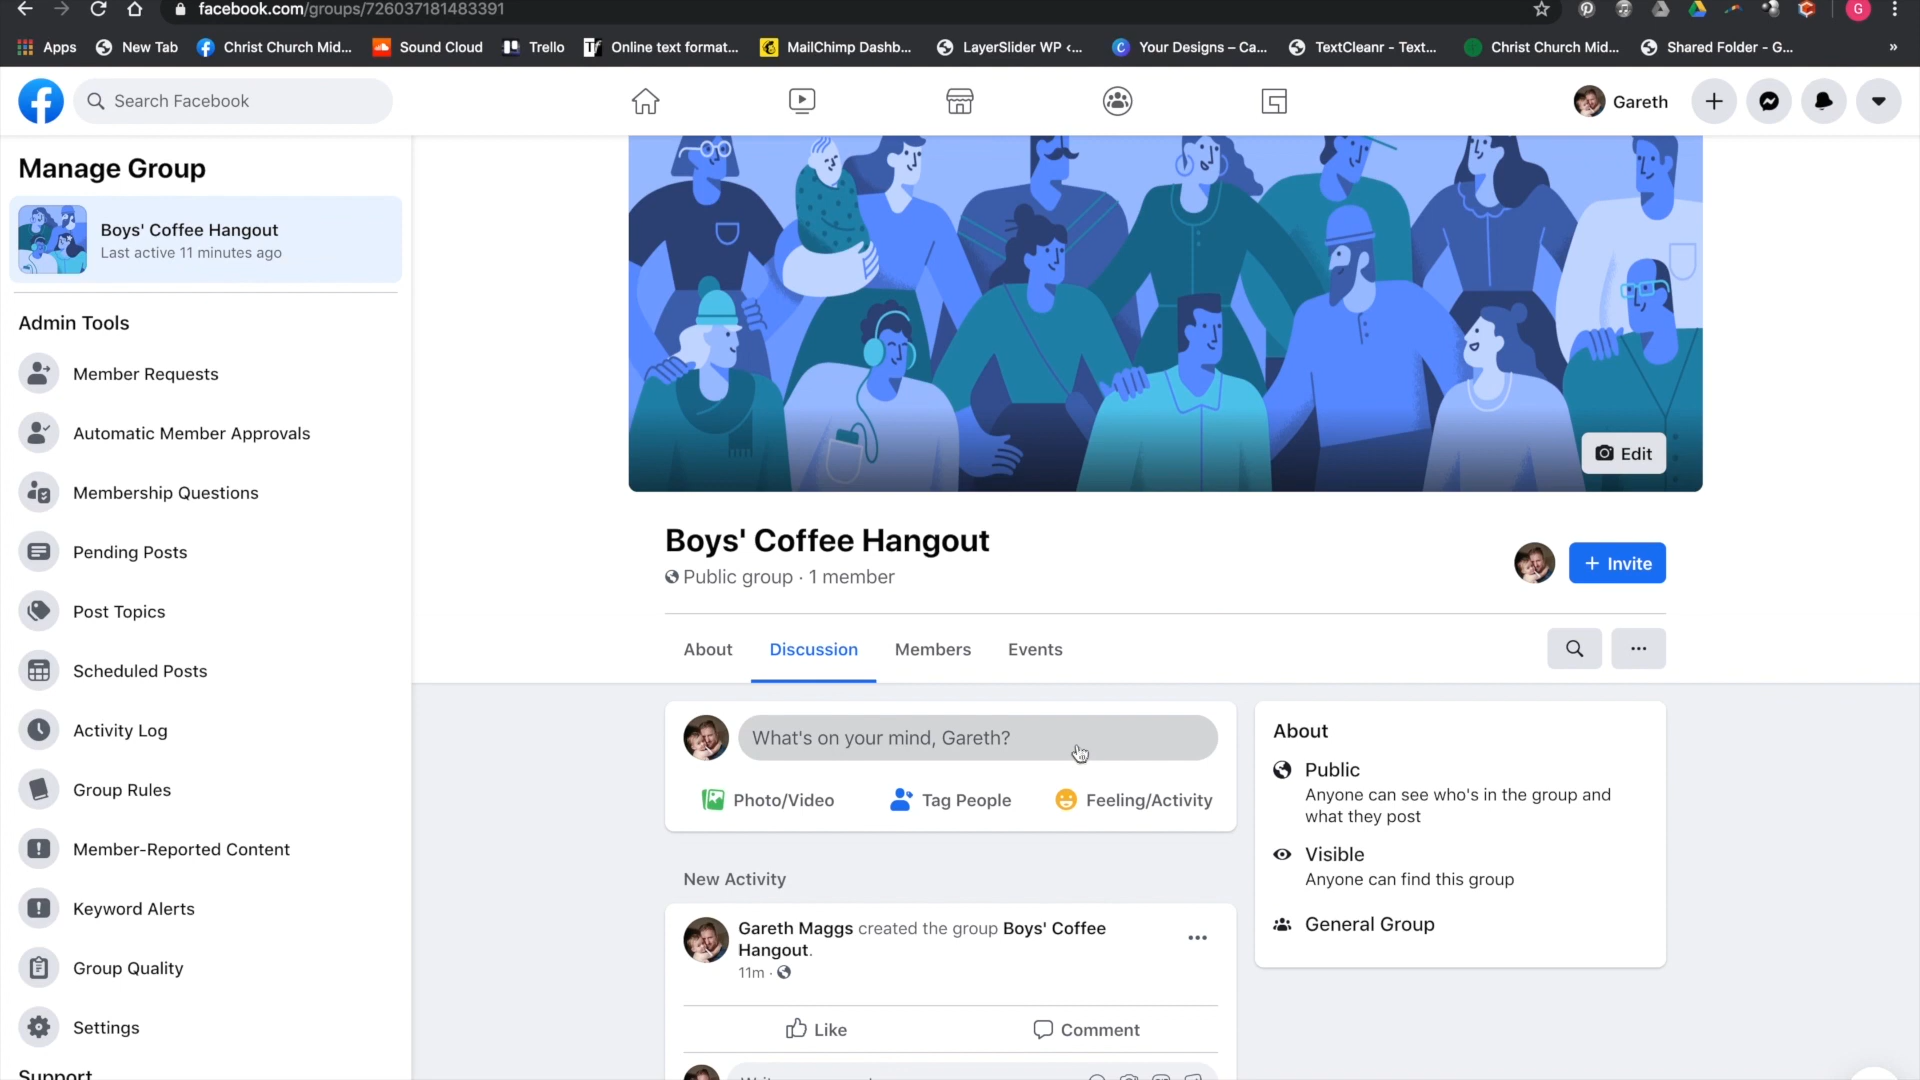 facebook.com/groups/726037181483391
Apps
New Tab
Christ Church Mid...
Sound Cloud
Trello
Online text format...
MailChimp Dashb...
LayerSlider WP ‹...
Your Designs – Ca...
TextCleanr - Text...
Christ Church Mid...
Shared Folder - G...
»
Search Facebook
Gareth
Manage Group
Boys' Coffee Hangout
Last active 11 minutes ago
Admin Tools
Member Requests
Automatic Member Approvals
Membership Questions
Pending Posts
Post Topics
Scheduled Posts
Activity Log
Group Rules
Member-Reported Content
Keyword Alerts
Group Quality
Settings
Support
Edit
Boys' Coffee Hangout
Public group · 1 member
+ Invite
About
Discussion
Members
Events
What's on your mind, Gareth?
Photo/Video
Tag People
Feeling/Activity
New Activity
Gareth Maggs created the group Boys' Coffee
Hangout.
11m ·
Like
Comment
About
Public
Anyone can see who's in the group and
what they post
Visible
Anyone can find this group
General Group